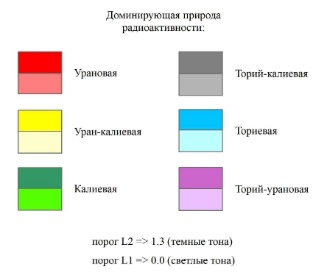 Доминирующая природа
радиоактивности:
Урановая
Торий-калиевая
Уран-калиевая
Ториевая
Калиевая
Торий-урановая
порог L2 => 1.3 (темные тона)
порог L1 => 0.0 (светлые тона)